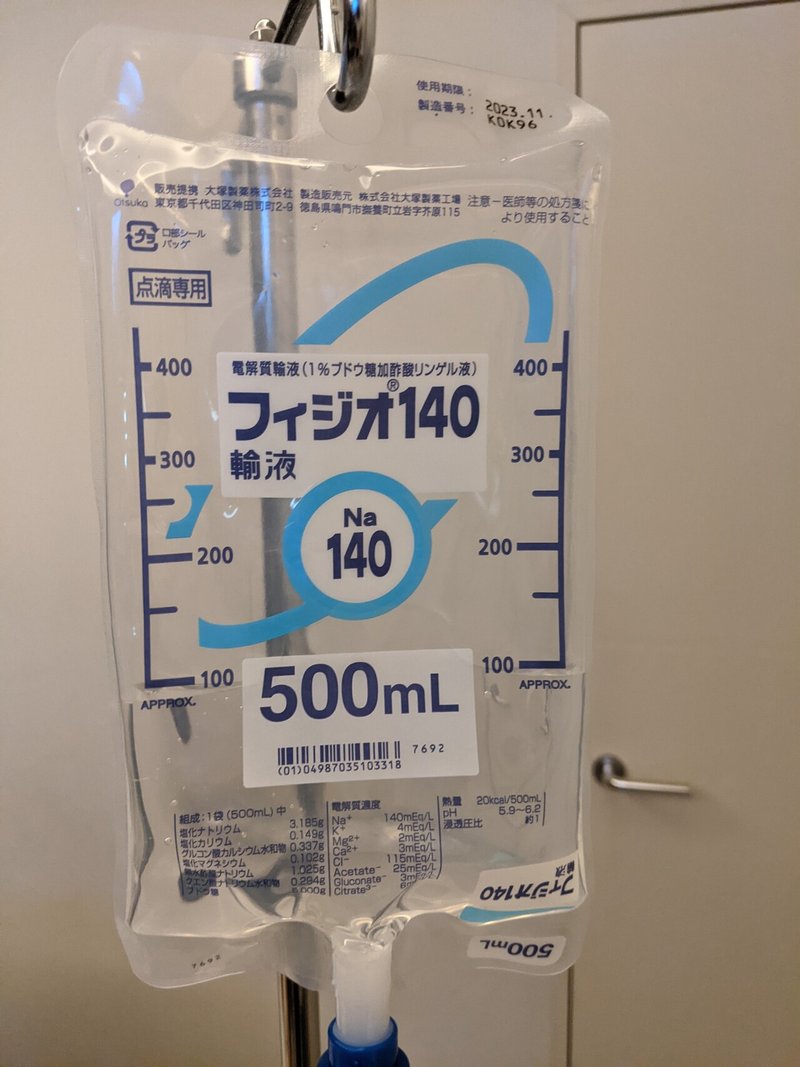 使用期限：
製造番号：
2023.11.
K0K96
Otsuka
販売提携 大塚製薬株式会社 製造販売元 株式会社大塚製薬工場
東京都千代田区神田司町2-9 徳島県鳴門市撫養町立岩字芥原115
注意－医師等の処方箋に
より使用すること
プラ
口部シール
バッグ
点滴専用
400
300
200
100
APPROX.
400
300
200
100
APPROX.
電解質輸液（1％ブドウ糖加酢酸リンゲル液）
フィジオ®140
輸液
Na
140
500mL
7692
(01)04987035103318
組成：1袋（500mL）中
塩化ナトリウム 3.185g
塩化カリウム 0.149g
グルコン酸カルシウム水和物 0.337g
塩化マグネシウム 0.102g
無水酢酸ナトリウム 1.025g
クエン酸ナトリウム水和物 0.294g
ブドウ糖
電解質濃度
Na⁺ 140mEq/L
K⁺ 4mEq/L
Mg²⁺ 2mEq/L
Ca²⁺ 3mEq/L
Cl⁻ 115mEq/L
Acetate⁻ 25mEq/L
Gluconate⁻ 3mEq/L
Citrate³⁻
熱量 20kcal/500mL
pH 5.9～6.2
浸透圧比 約1
フィジオ140
輸液
500mL
7692